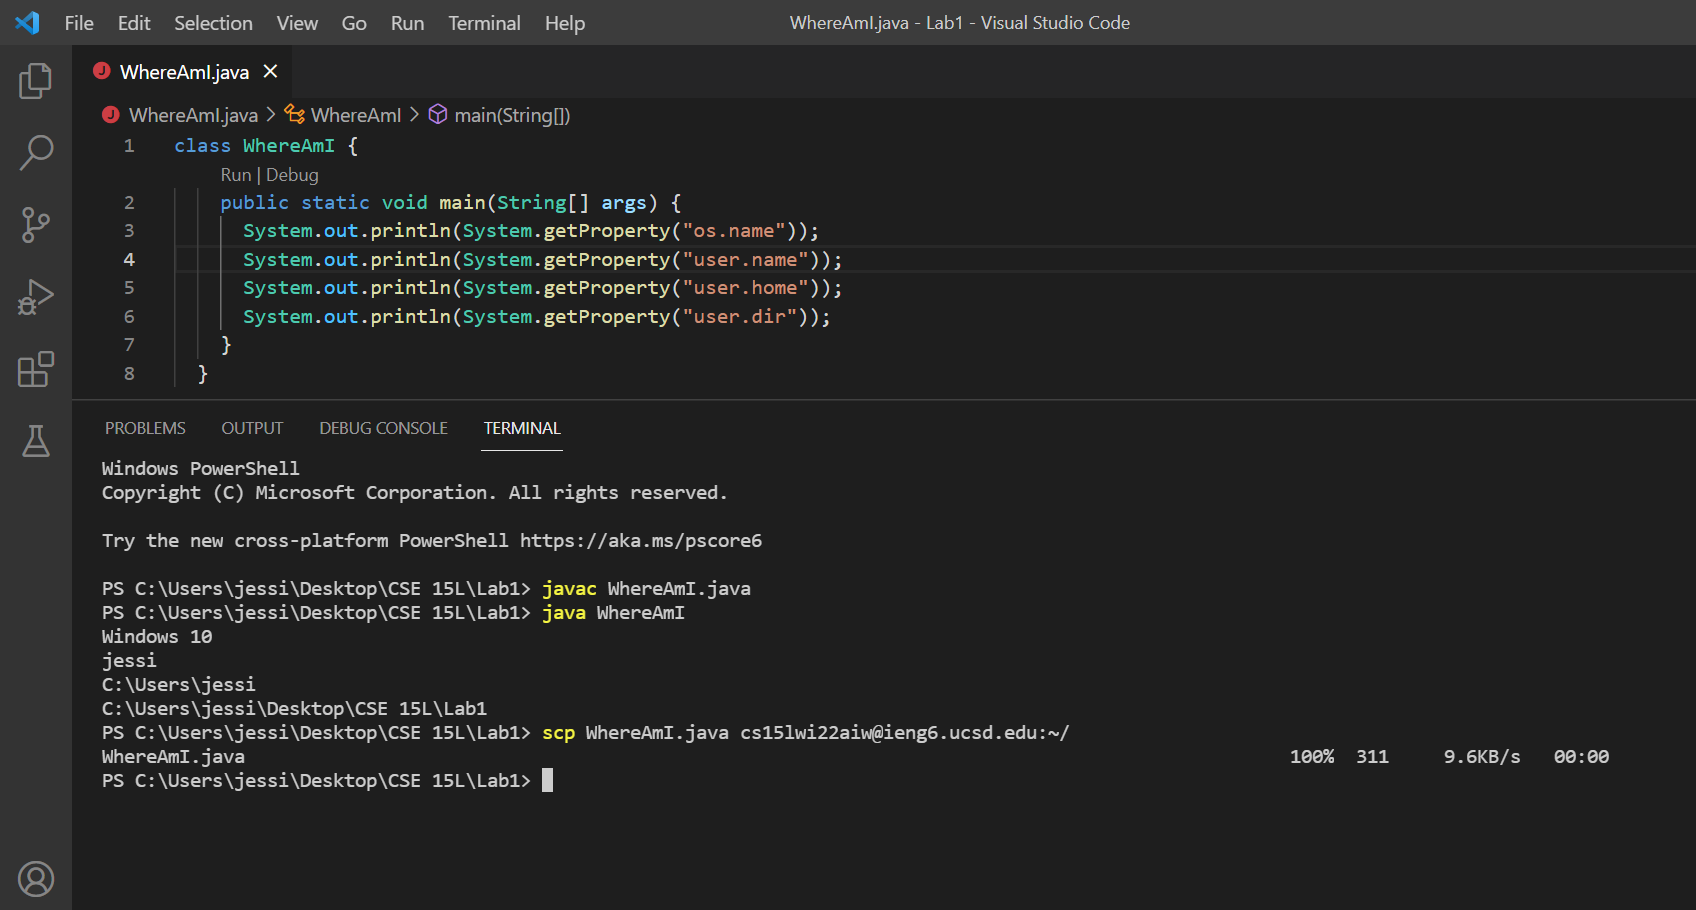 File Edit Selection View Go Run Terminal Help WhereAmI.java - Lab1 - Visual Studio Code
J WhereAmI.java
J WhereAmI.java > WhereAmI > main(String[])
1 class WhereAmI {
Run | Debug
2 public static void main(String[] args) {
3 System.out.println(System.getProperty("os.name"));
4 System.out.println(System.getProperty("user.name"));
5 System.out.println(System.getProperty("user.home"));
6 System.out.println(System.getProperty("user.dir"));
7 }
8 }
PROBLEMS OUTPUT DEBUG CONSOLE TERMINAL
Windows PowerShell
Copyright (C) Microsoft Corporation. All rights reserved.
Try the new cross-platform PowerShell https://aka.ms/pscore6
PS C:\Users\jessi\Desktop\CSE 15L\Lab1> javac WhereAmI.java
PS C:\Users\jessi\Desktop\CSE 15L\Lab1> java WhereAmI
Windows 10
jessi
C:\Users\jessi
C:\Users\jessi\Desktop\CSE 15L\Lab1
PS C:\Users\jessi\Desktop\CSE 15L\Lab1> scp WhereAmI.java cs15lwi22aiw@ieng6.ucsd.edu:~/
WhereAmI.java 100% 311 9.6KB/s 00:00
PS C:\Users\jessi\Desktop\CSE 15L\Lab1>